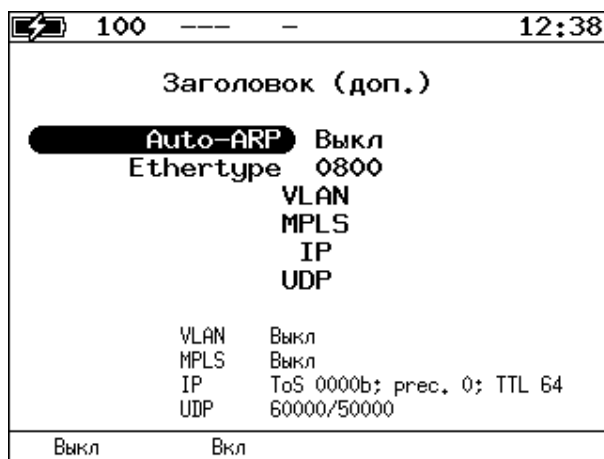 100 --- - 12:38
Заголовок (доп.)
Auto-ARP Выкл
Ethertype 0800
VLAN
MPLS
IP
UDP
VLAN Выкл
MPLS Выкл
IP ToS 0000b; prec. 0; TTL 64
UDP 60000/50000
Выкл Вкл